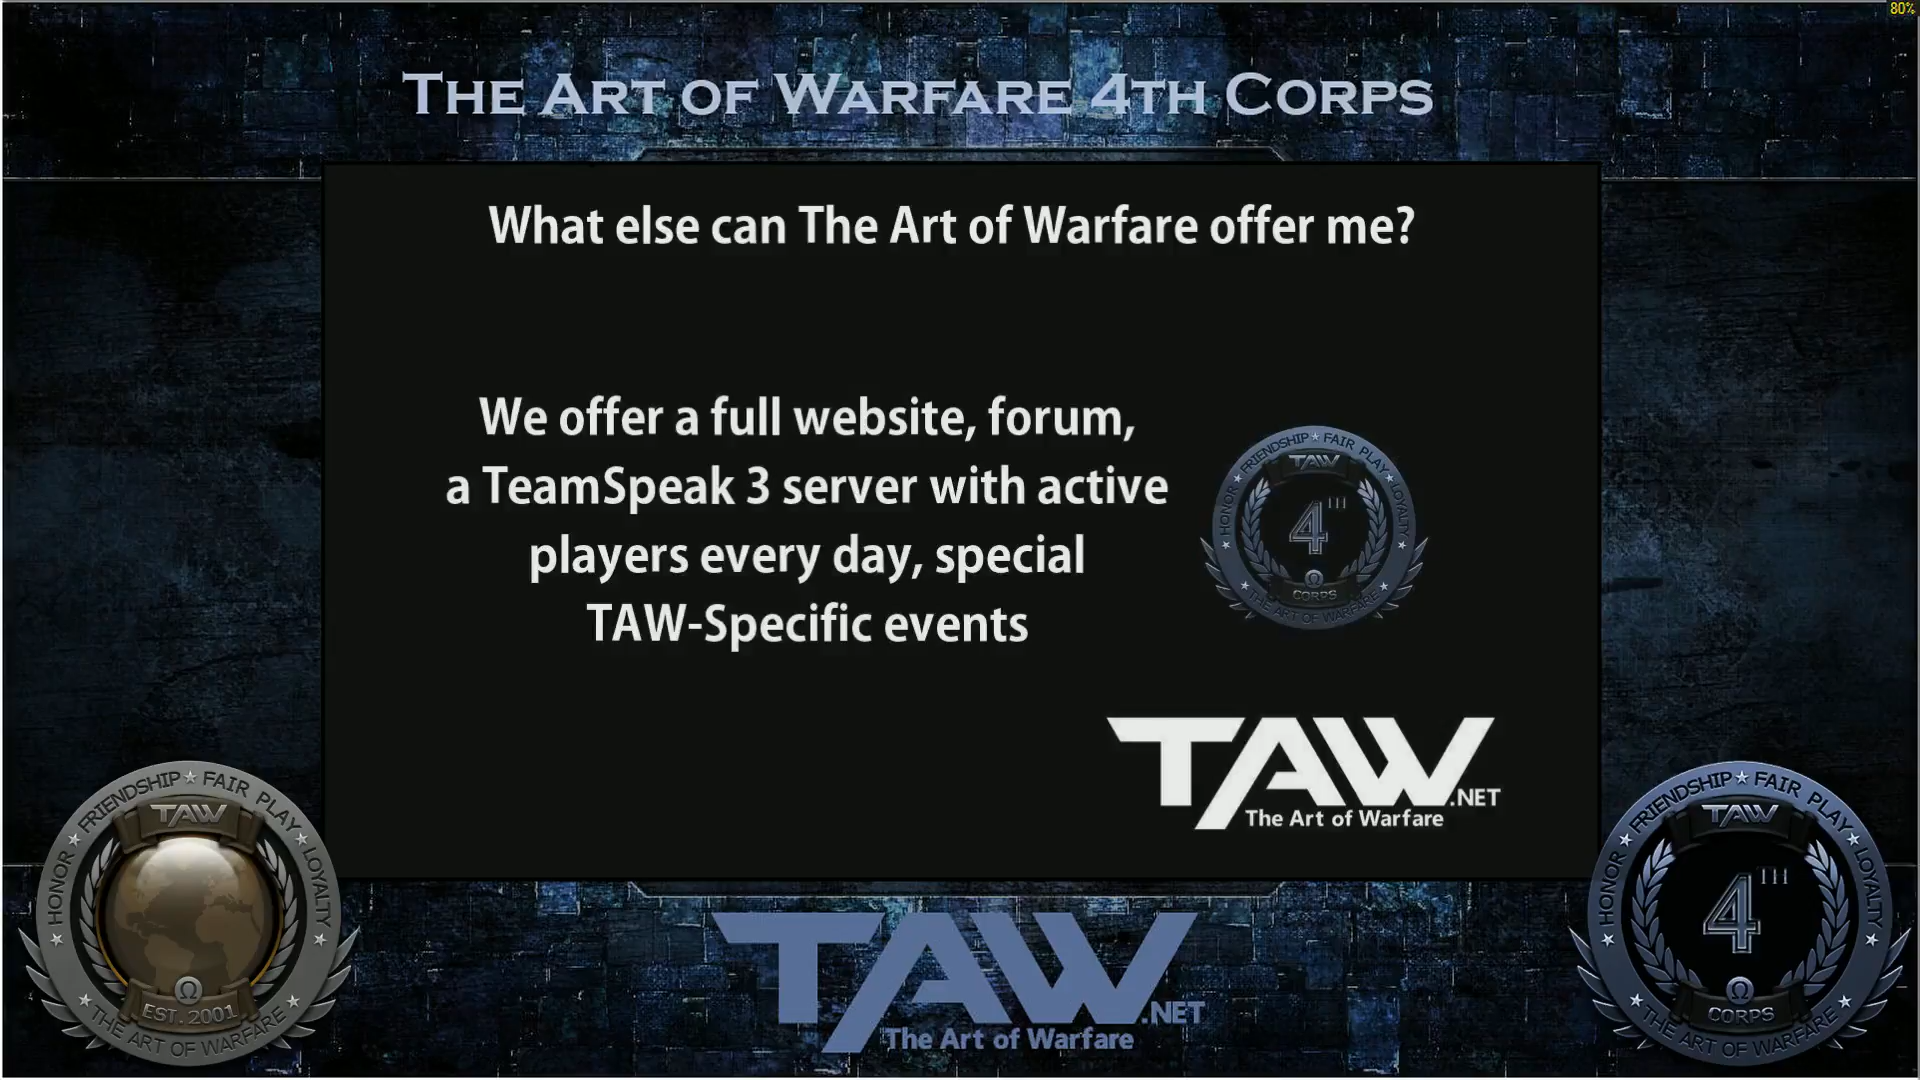 80%
The Art of Warfare 4th Corps
What else can The Art of Warfare offer me?
We offer a full website, forum,
a TeamSpeak 3 server with active
players every day, special
TAW-Specific events
HONOR ★ FRIENDSHIP ★ FAIR PLAY ★ LOYALTY
TAW
4TH
Ω
CORPS
THE ART OF WARFARE
TAW.NET
The Art of Warfare
HONOR ★ FRIENDSHIP ★ FAIR PLAY ★ LOYALTY
TAW
Ω
EST. 2001
THE ART OF WARFARE
TAW.NET
The Art of Warfare
HONOR ★ FRIENDSHIP ★ FAIR PLAY ★ LOYALTY
TAW
4TH
Ω
CORPS
THE ART OF WARFARE